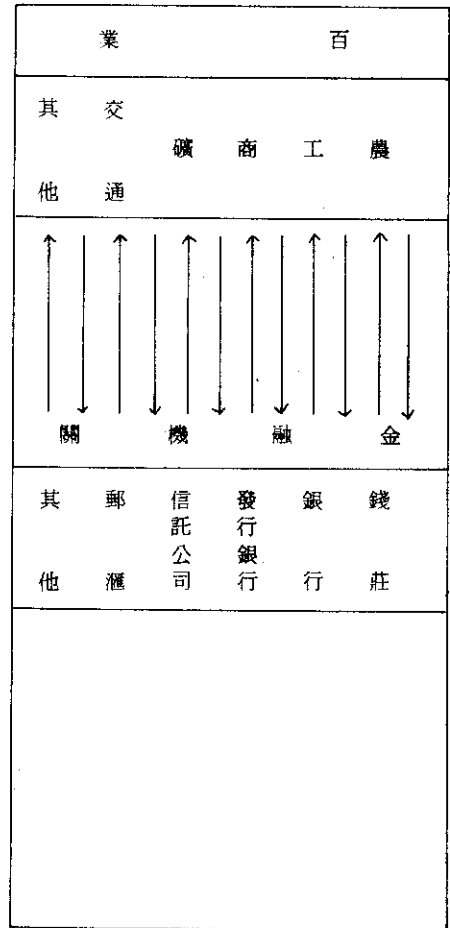 百業
農
工
商
礦
交通
其他
金融機關
錢莊
銀行
發行銀行
信託公司
郵滙
其他